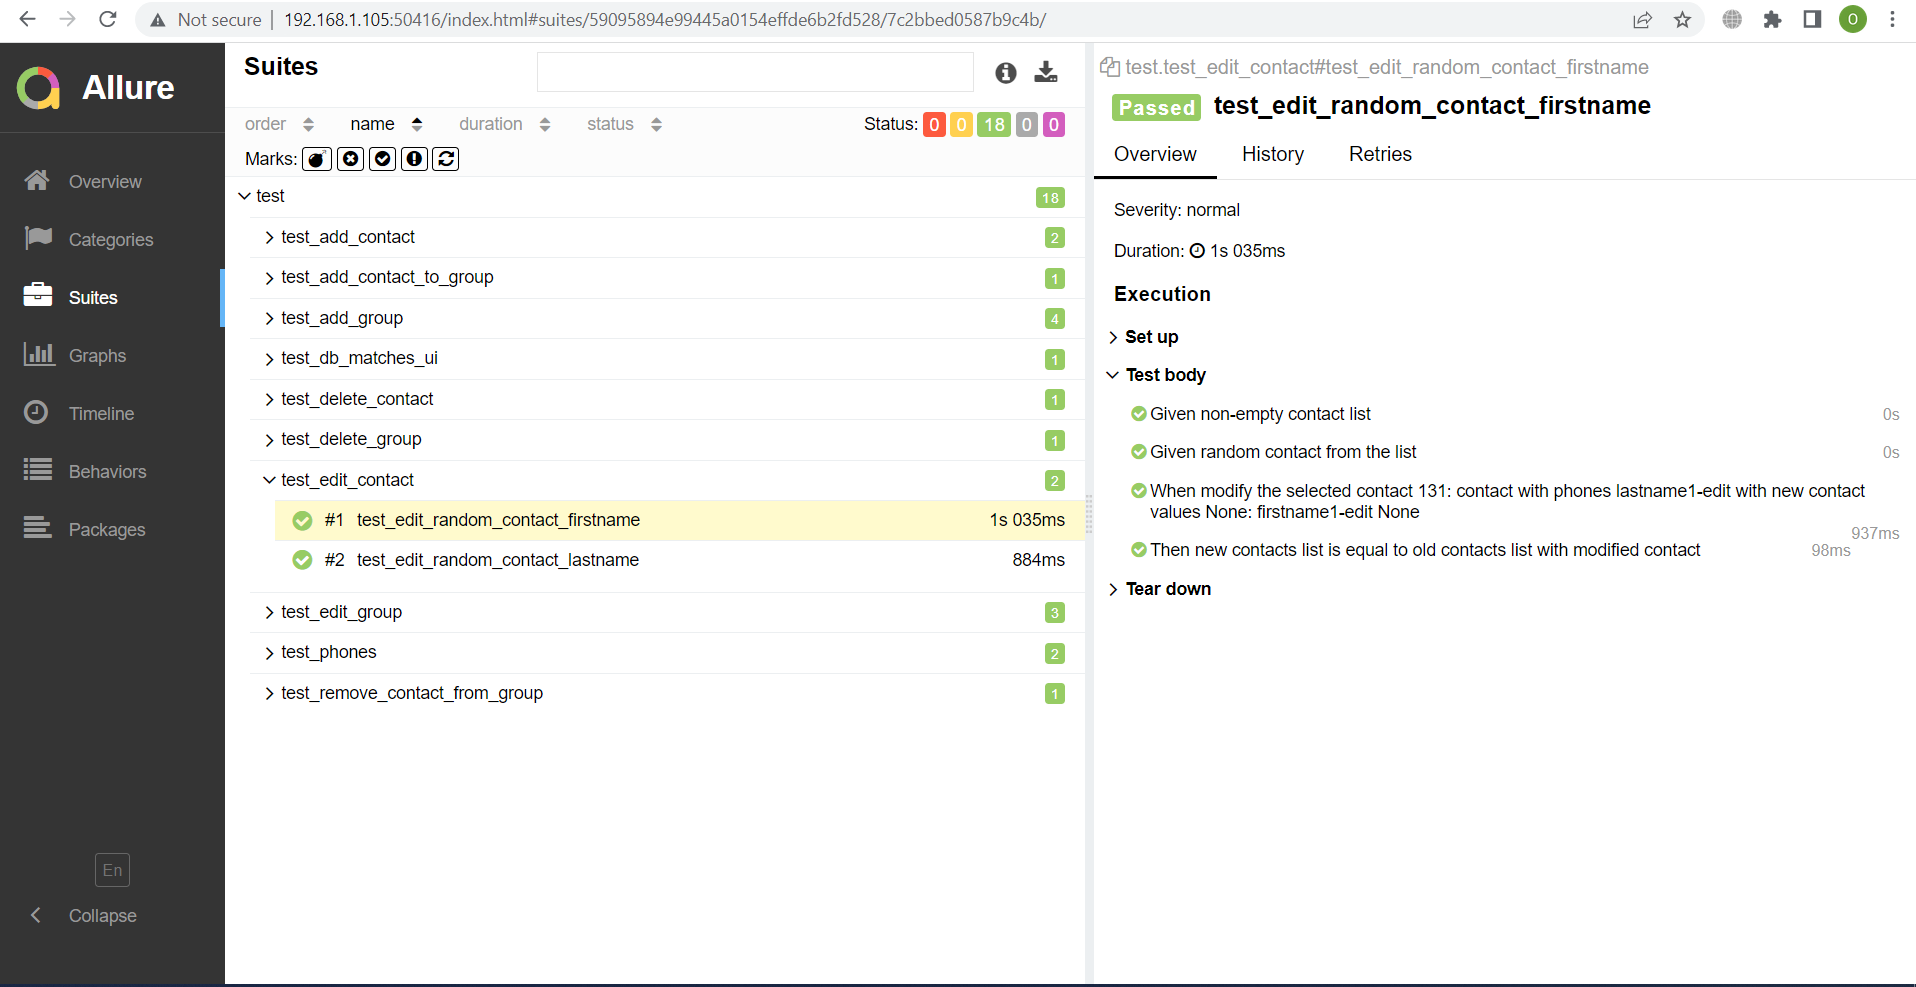 Not secure
192.168.1.105:50416/index.html#suites/59095894e99445a0154effde6b2fd528/7c2bbed0587b9c4b/
O
Allure
Overview
Categories
Suites
Graphs
Timeline
Behaviors
Packages
En
Collapse
Suites
order name duration status Status: 0 0 18 0 0
Marks:
test 18
test_add_contact 2
test_add_contact_to_group 1
test_add_group 4
test_db_matches_ui 1
test_delete_contact 1
test_delete_group 1
test_edit_contact 2
#1 test_edit_random_contact_firstname 1s 035ms
#2 test_edit_random_contact_lastname 884ms
test_edit_group 3
test_phones 2
test_remove_contact_from_group 1
test.test_edit_contact#test_edit_random_contact_firstname
Passed test_edit_random_contact_firstname
Overview History Retries
Severity: normal
Duration: 1s 035ms
Execution
Set up
Test body
Given non-empty contact list 0s
Given random contact from the list 0s
When modify the selected contact 131: contact with phones lastname1-edit with new contact
values None: firstname1-edit None
937ms
Then new contacts list is equal to old contacts list with modified contact 98ms
Tear down